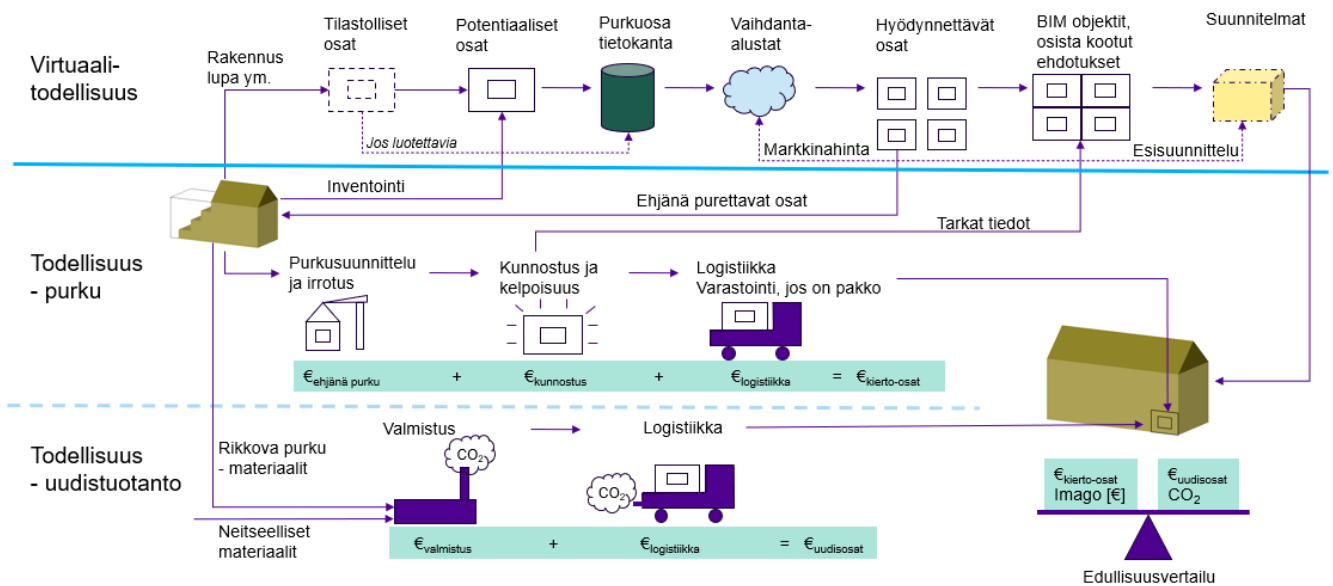 Virtuaali-
todellisuus
Rakennus
lupa ym.
Tilastolliset
osat
Potentiaaliset
osat
Purkuosa
tietokanta
Vaihdanta-
alustat
Hyödynnettävät
osat
BIM objektit,
osista kootut
ehdotukset
Suunnitelmat
Jos luotettavia
Markkinahinta
Esisuunnittelu
Inventointi
Ehjänä purettavat osat
Tarkat tiedot
Todellisuus
- purku
Purkusuunnittelu
ja irrotus
Kunnostus ja
kelpoisuus
Logistiikka
Varastointi, jos on pakko
€ehjänä purku + €kunnostus + €logistiikka = €kierto-osat
Todellisuus
- uudistuotanto
Rikkova purku
- materiaalit
Valmistus
Logistiikka
CO2
CO2
Neitseelliset
materiaalit
€valmistus + €logistiikka = €uudisosat
€kierto-osat
Imago [€]
€uudisosat
CO2
Edullisuusvertailu